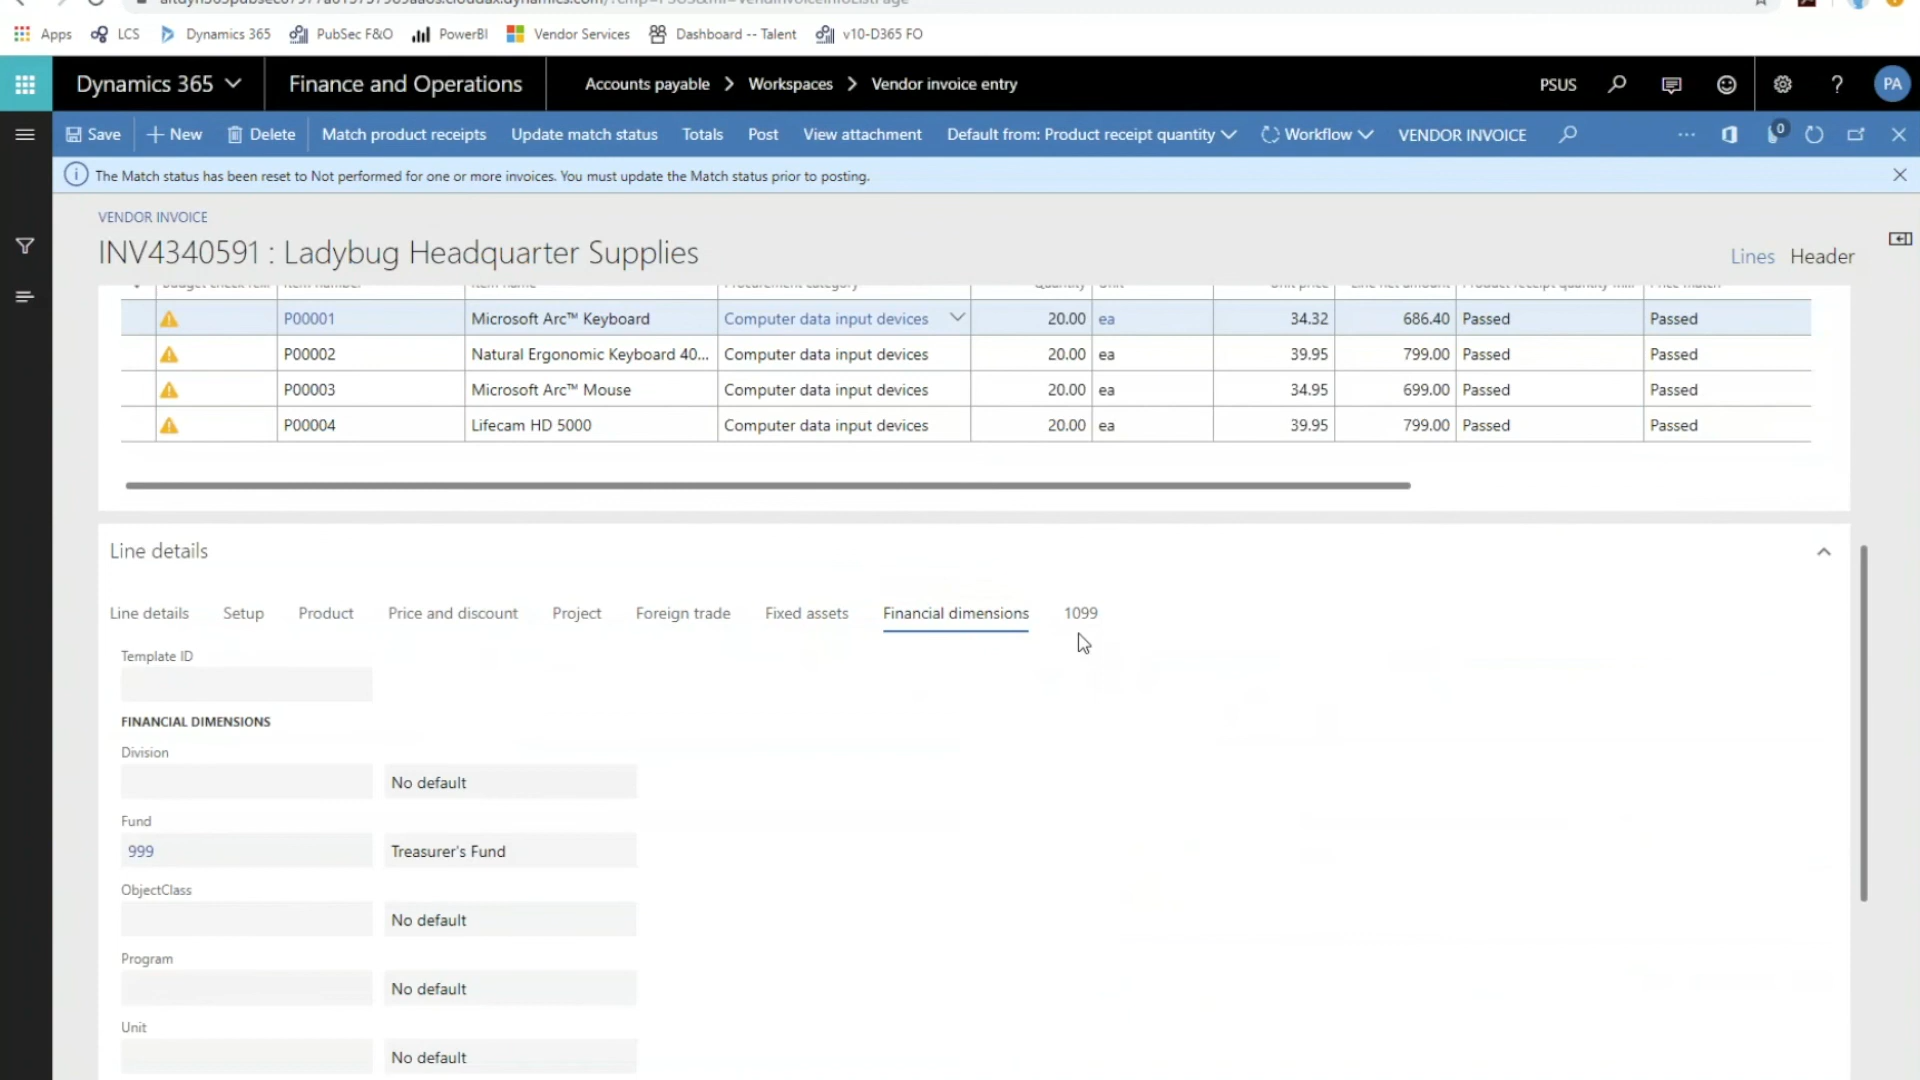 Apps LCS Dynamics 365 PubSec F&O PowerBI Vendor Services Dashboard -- Talent v10-D365 FO
Dynamics 365 Finance and Operations Accounts payable > Workspaces > Vendor invoice entry PSUS ? PA
Save + New Delete Match product receipts Update match status Totals Post View attachment Default from: Product receipt quantity Workflow VENDOR INVOICE ... 0
The Match status has been reset to Not performed for one or more invoices. You must update the Match status prior to posting.
VENDOR INVOICE
INV4340591 : Ladybug Headquarter Supplies
Lines Header
P00001 Microsoft Arc™ Keyboard Computer data input devices 20.00 ea 34.32 686.40 Passed Passed
P00002 Natural Ergonomic Keyboard 40... Computer data input devices 20.00 ea 39.95 799.00 Passed Passed
P00003 Microsoft Arc™ Mouse Computer data input devices 20.00 ea 34.95 699.00 Passed Passed
P00004 Lifecam HD 5000 Computer data input devices 20.00 ea 39.95 799.00 Passed Passed
Line details
Line details Setup Product Price and discount Project Foreign trade Fixed assets Financial dimensions 1099
Template ID
FINANCIAL DIMENSIONS
Division
No default
Fund
999 Treasurer's Fund
ObjectClass
No default
Program
No default
Unit
No default